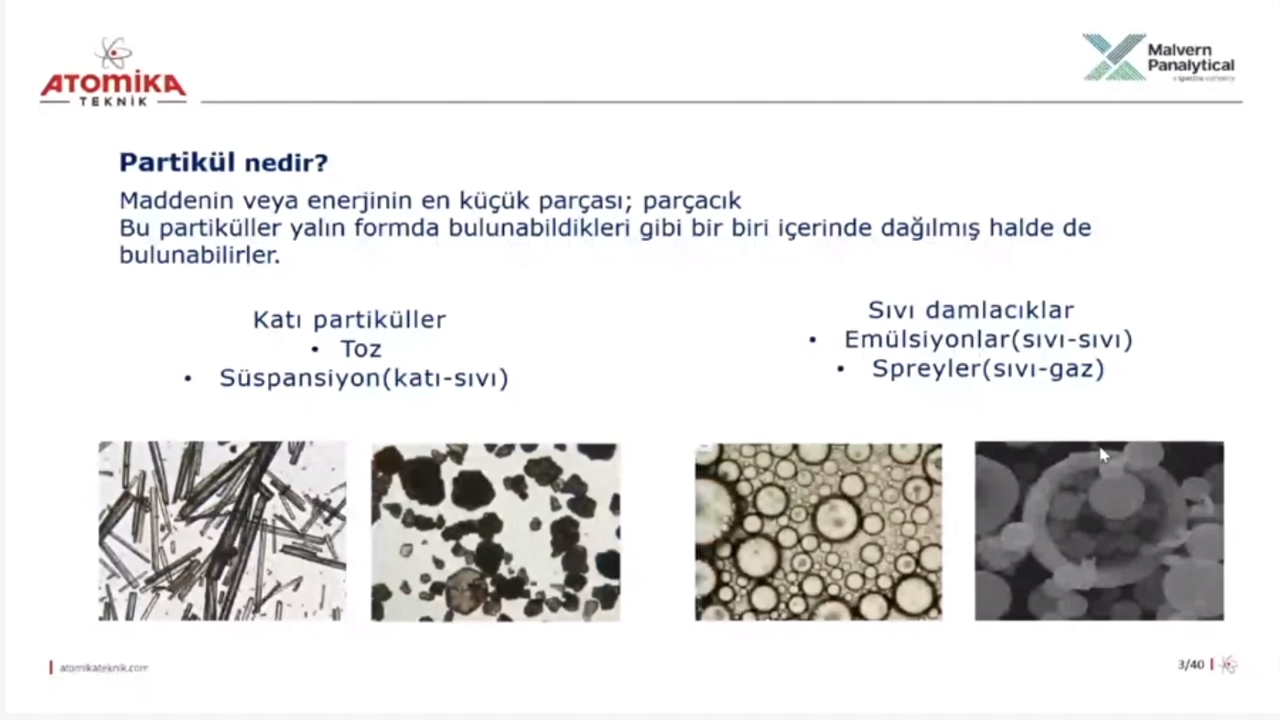 ATOMİKA
TEKNİK
Malvern
Panalytical
a spectris company
Partikül nedir?
Maddenin veya enerjinin en küçük parçası; parçacık
Bu partiküller yalın formda bulunabildikleri gibi bir biri içerinde dağılmış halde de
bulunabilirler.
Katı partiküller
• Toz
• Süspansiyon(katı-sıvı)
Sıvı damlacıklar
• Emülsiyonlar(sıvı-sıvı)
• Spreyler(sıvı-gaz)
atomikateknik.com
3/40